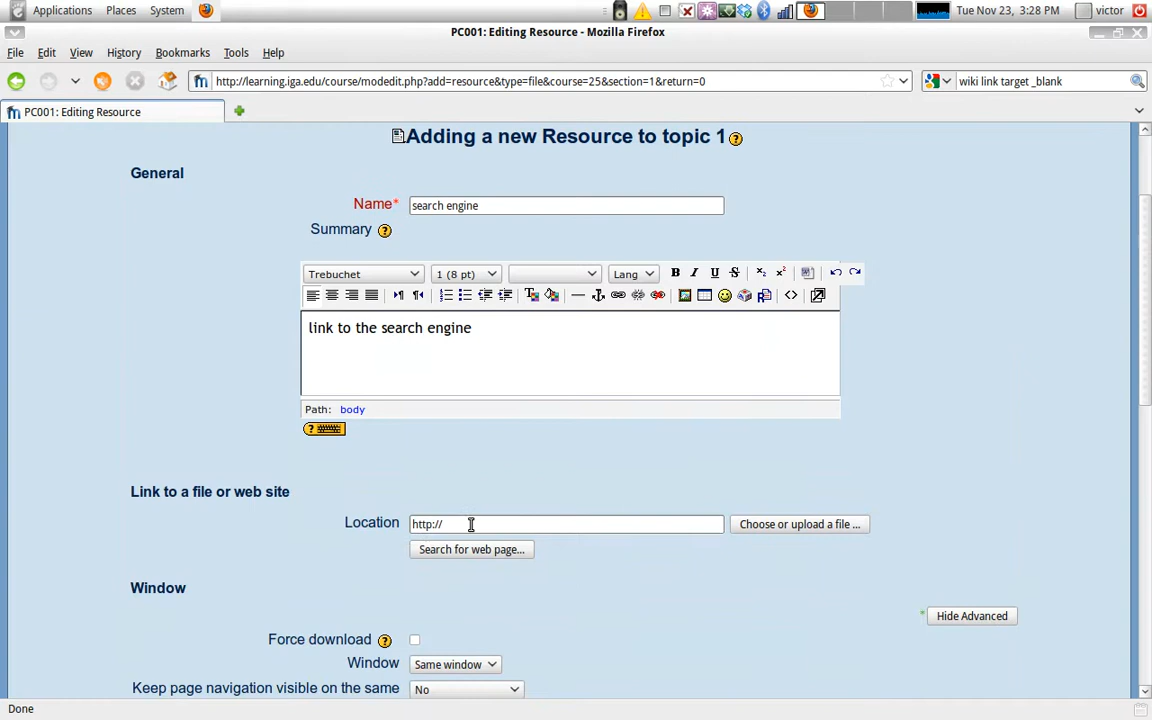 Applications Places System Tue Nov 23, 3:28 PM victor
PC001: Editing Resource - Mozilla Firefox
File Edit View History Bookmarks Tools Help
http://learning.iga.edu/course/modedit.php?add=resource&type=file&course=25&section=1&return=0 wiki link target _blank
PC001: Editing Resource
Adding a new Resource to topic 1
General
Name* search engine
Summary
Trebuchet 1 (8 pt) Lang B I U S x₂ x²
link to the search engine
Path: body
Link to a file or web site
Location http:// Choose or upload a file ...
Search for web page...
Window
* Hide Advanced
Force download
Window Same window
Keep page navigation visible on the same No
Done